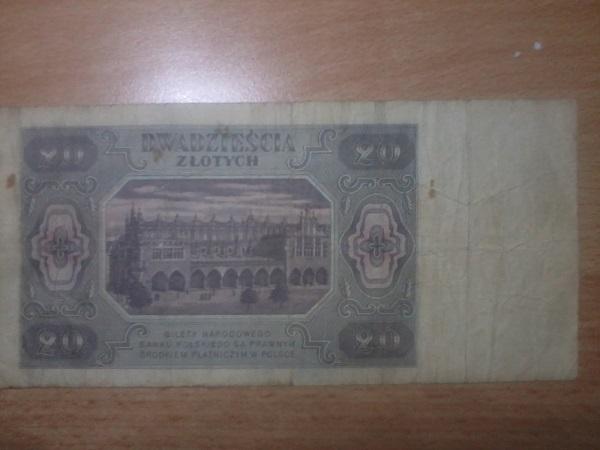 20 DWADZIEŚCIA 20
ZŁOTYCH
BILETY NARODOWEGO
BANKU POLSKIEGO SĄ PRAWNYM
ŚRODKIEM PŁATNICZYM W POLSCE
20 20